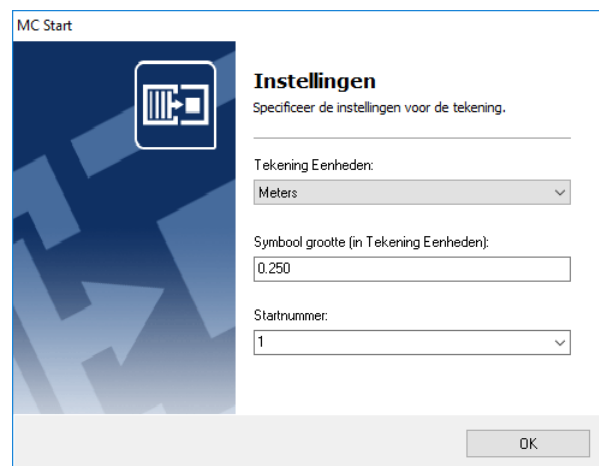 MC Start
Instellingen
Specificeer de instellingen voor de tekening.
Tekening Eenheden:
Meters
Symbool grootte (in Tekening Eenheden):
0.250
Startnummer:
1
OK